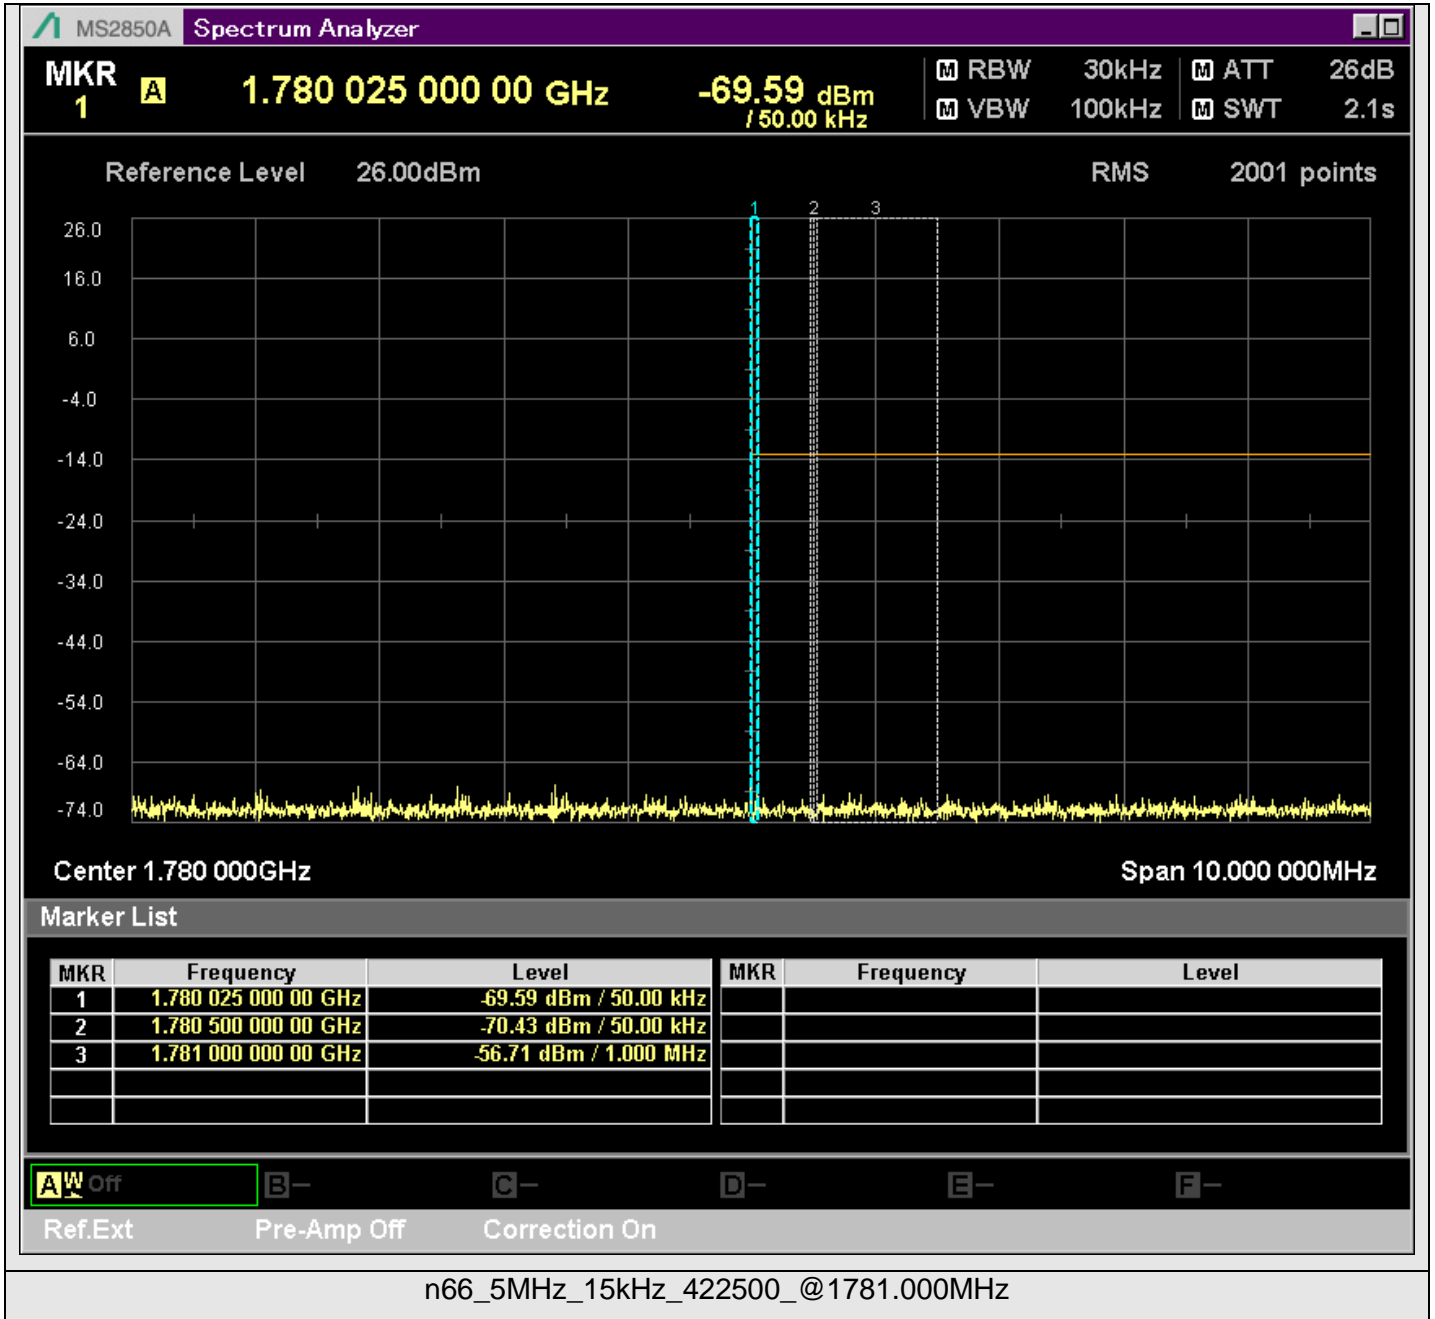 MS2850A Spectrum Analyzer
MKR 1 A 1.780 025 000 00 GHz -69.59 dBm / 50.00 kHz
M RBW 30kHz M ATT 26dB
M VBW 100kHz M SWT 2.1s
Reference Level 26.00dBm RMS 2001 points
1 2 3
26.0
16.0
6.0
-4.0
-14.0
-24.0
-34.0
-44.0
-54.0
-64.0
-74.0
Center 1.780 000GHz Span 10.000 000MHz
Marker List
MKR Frequency Level MKR Frequency Level
1 1.780 025 000 00 GHz -69.59 dBm / 50.00 kHz
2 1.780 500 000 00 GHz -70.43 dBm / 50.00 kHz
3 1.781 000 000 00 GHz -56.71 dBm / 1.000 MHz
A W Off B – C – D – E – F –
Ref.Ext Pre-Amp Off Correction On
n66_5MHz_15kHz_422500_@1781.000MHz